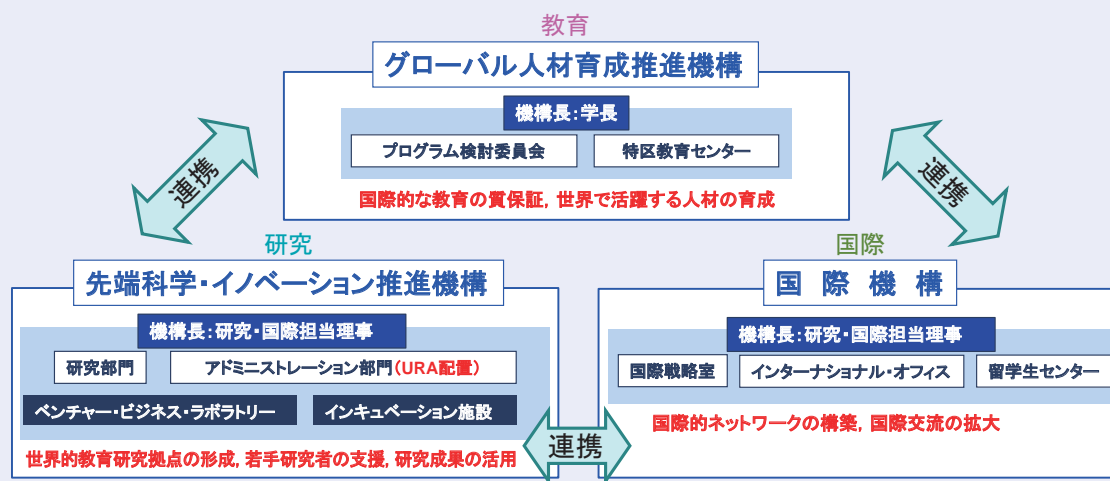 教育
グローバル人材育成推進機構
機構長:学長
プログラム検討委員会
特区教育センター
国際的な教育の質保証, 世界で活躍する人材の育成
連携
連携
研究
先端科学・イノベーション推進機構
機構長:研究・国際担当理事
研究部門
アドミニストレーション部門(URA配置)
ベンチャー・ビジネス・ラボラトリー
インキュベーション施設
世界的教育研究拠点の形成, 若手研究者の支援, 研究成果の活用
連携
国際
国際機構
機構長:研究・国際担当理事
国際戦略室
インターナショナル・オフィス
留学生センター
国際的ネットワークの構築, 国際交流の拡大